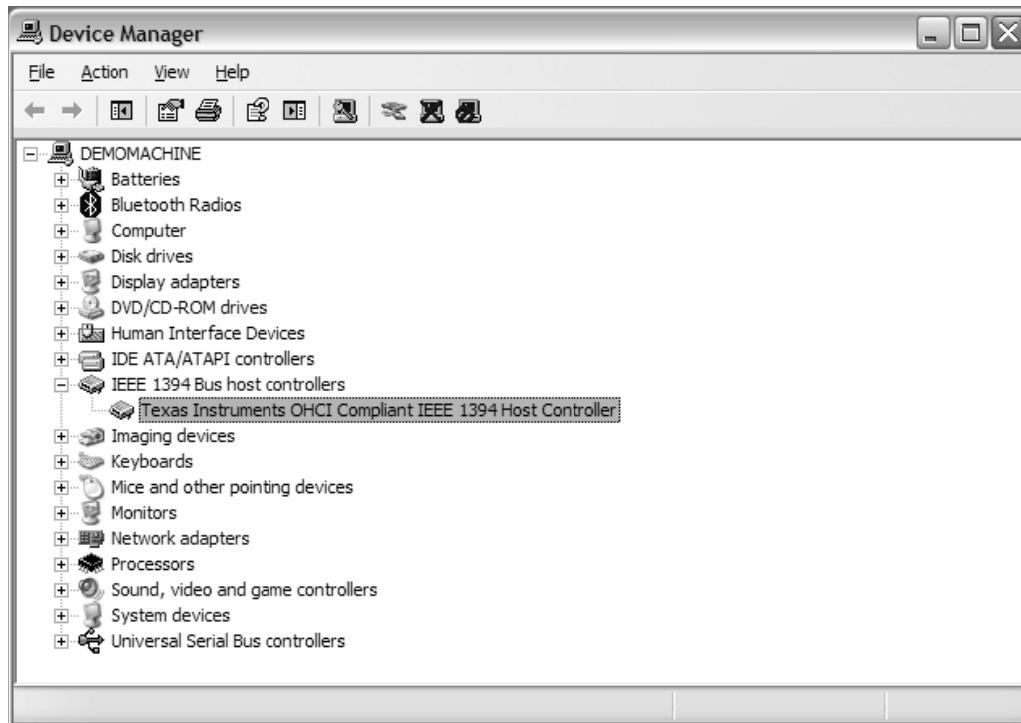 Device Manager
File Action View Help
DEMOMACHINE
Batteries
Bluetooth Radios
Computer
Disk drives
Display adapters
DVD/CD-ROM drives
Human Interface Devices
IDE ATA/ATAPI controllers
IEEE 1394 Bus host controllers
Texas Instruments OHCI Compliant IEEE 1394 Host Controller
Imaging devices
Keyboards
Mice and other pointing devices
Monitors
Network adapters
Processors
Sound, video and game controllers
System devices
Universal Serial Bus controllers